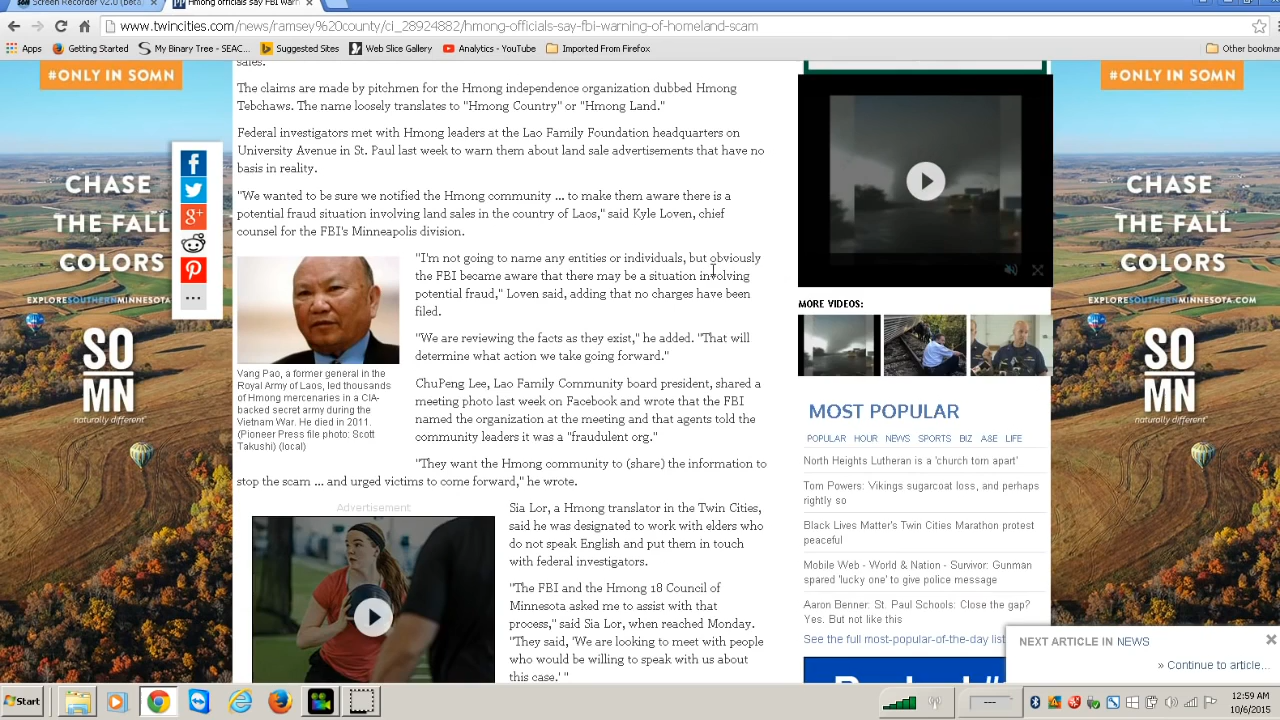 Screen Recorder v2.0 (beta)
Hmong officials say FBI warn
www.twincities.com/news/ramsey%20county/ci_28924882/hmong-officials-say-fbi-warning-of-homeland-scam
Apps Getting Started My Binary Tree - SEAC... Suggested Sites Web Slice Gallery Analytics - YouTube Imported From Firefox Other bookmar
#ONLY IN SOMN
CHASE
THE FALL
COLORS
EXPLORESOUTHERNMINNESOTA.COM
SO
MN
naturally different
sales.
The claims are made by pitchmen for the Hmong independence organization dubbed Hmong
Tebchaws. The name loosely translates to "Hmong Country" or "Hmong Land."
Federal investigators met with Hmong leaders at the Lao Family Foundation headquarters on
University Avenue in St. Paul last week to warn them about land sale advertisements that have no
basis in reality.
"We wanted to be sure we notified the Hmong community ... to make them aware there is a
potential fraud situation involving land sales in the country of Laos," said Kyle Loven, chief
counsel for the FBI's Minneapolis division.
"I'm not going to name any entities or individuals, but obviously
the FBI became aware that there may be a situation involving
potential fraud," Loven said, adding that no charges have been
filed.
"We are reviewing the facts as they exist," he added. "That will
determine what action we take going forward."
Vang Pao, a former general in the
Royal Army of Laos, led thousands
of Hmong mercenaries in a CIA-
backed secret army during the
Vietnam War. He died in 2011.
(Pioneer Press file photo: Scott
Takushi) (local)
ChuPeng Lee, Lao Family Community board president, shared a
meeting photo last week on Facebook and wrote that the FBI
named the organization at the meeting and that agents told the
community leaders it was a "fraudulent org."
"They want the Hmong community to (share) the information to
stop the scam ... and urged victims to come forward," he wrote.
Advertisement
Sia Lor, a Hmong translator in the Twin Cities,
said he was designated to work with elders who
do not speak English and put them in touch
with federal investigators.
"The FBI and the Hmong 18 Council of
Minnesota asked me to assist with that
process," said Sia Lor, when reached Monday.
"They said, 'We are looking to meet with people
who would be willing to speak with us about
this case.' "
MORE VIDEOS:
MOST POPULAR
POPULAR HOUR NEWS SPORTS BIZ A&E LIFE
North Heights Lutheran is a 'church torn apart'
Tom Powers: Vikings sugarcoat loss, and perhaps
rightly so
Black Lives Matter's Twin Cities Marathon protest
peaceful
Mobile Web - World & Nation - Survivor: Gunman
spared 'lucky one' to give police message
Aaron Benner: St. Paul Schools: Close the gap?
Yes. But not like this
See the full most-popular-of-the-day list
NEXT ARTICLE IN NEWS
» Continue to article...
#ONLY IN SOMN
CHASE
THE FALL
COLORS
EXPLORESOUTHERNMINNESOTA.COM
SO
MN
naturally different
Start
12:59 AM
10/6/2015